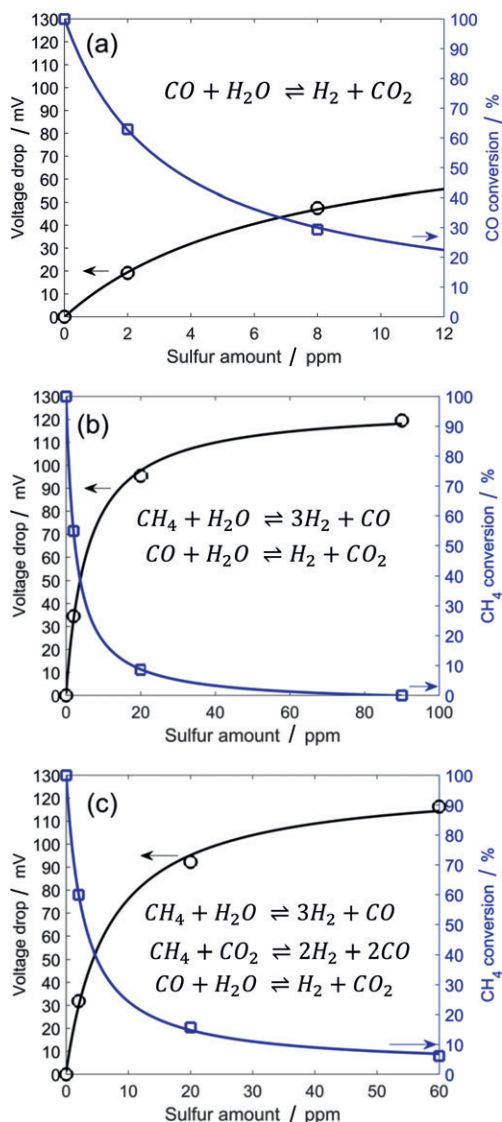 (a)
CO + H₂O ⇌ H₂ + CO₂
Voltage drop / mV
0 10 20 30 40 50 60 70 80 90 100 110 120 130
CO conversion / %
0 10 20 30 40 50 60 70 80 90 100
0 2 4 6 8 10 12
Sulfur amount / ppm
(b)
CH₄ + H₂O ⇌ 3H₂ + CO
CO + H₂O ⇌ H₂ + CO₂
Voltage drop / mV
0 10 20 30 40 50 60 70 80 90 100 110 120 130
CH₄ conversion / %
0 10 20 30 40 50 60 70 80 90 100
0 20 40 60 80 100
Sulfur amount / ppm
(c)
CH₄ + H₂O ⇌ 3H₂ + CO
CH₄ + CO₂ ⇌ 2H₂ + 2CO
CO + H₂O ⇌ H₂ + CO₂
Voltage drop / mV
0 10 20 30 40 50 60 70 80 90 100 110 120 130
CH₄ conversion / %
0 10 20 30 40 50 60 70 80 90 100
0 10 20 30 40 50 60
Sulfur amount / ppm